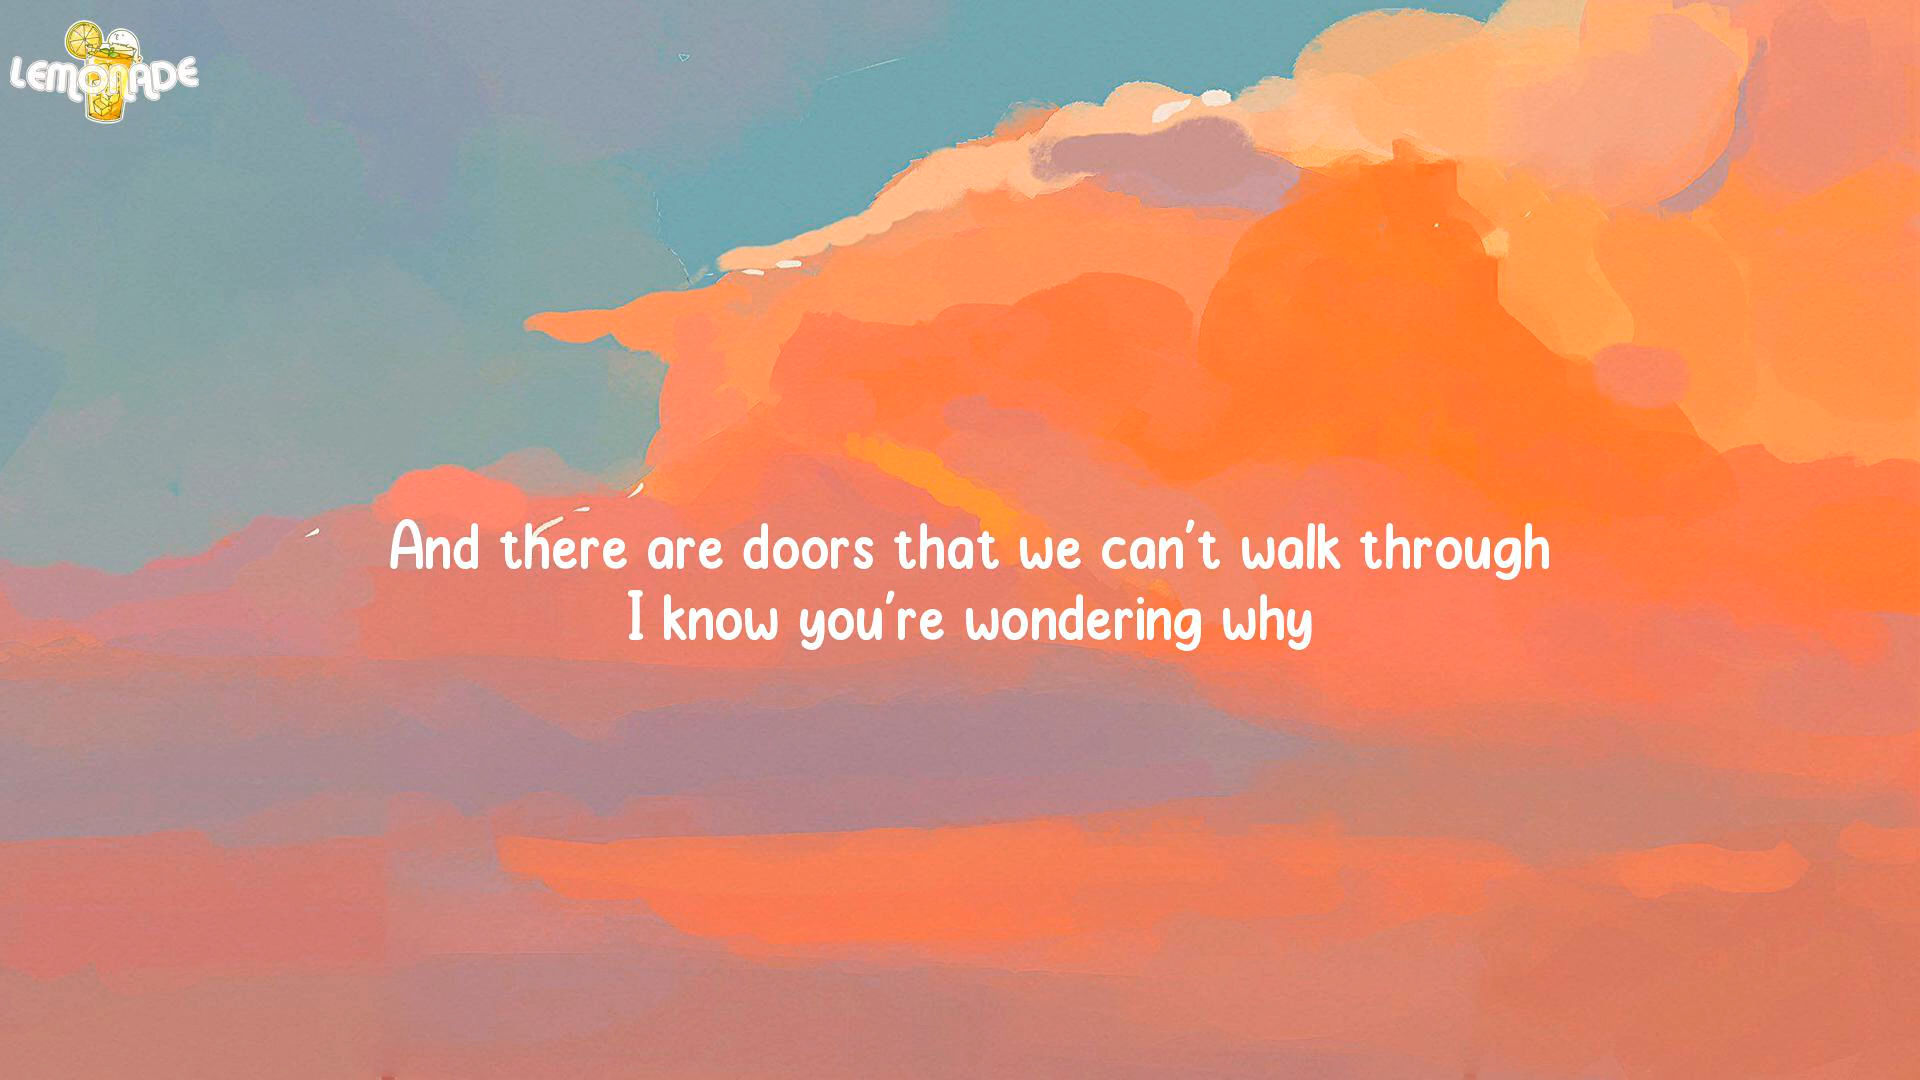 LEMONADE
And there are doors that we can't walk through
I know you're wondering why